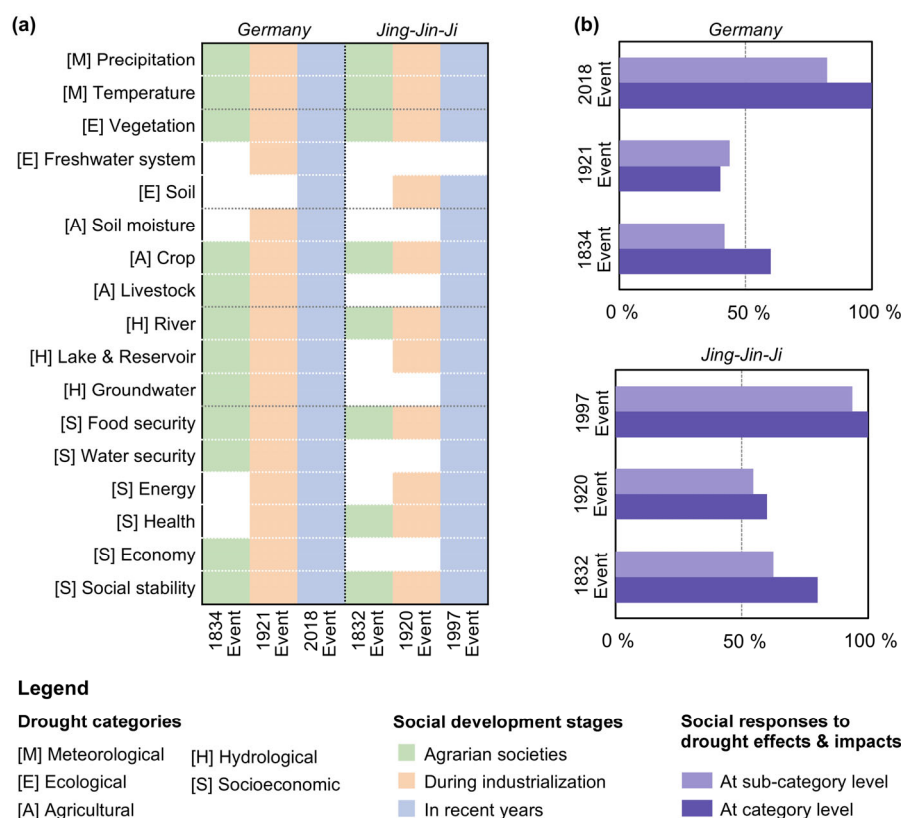 (a)
Germany
Jing-Jin-Ji
[M] Precipitation
[M] Temperature
[E] Vegetation
[E] Freshwater system
[E] Soil
[A] Soil moisture
[A] Crop
[A] Livestock
[H] River
[H] Lake & Reservoir
[H] Groundwater
[S] Food security
[S] Water security
[S] Energy
[S] Health
[S] Economy
[S] Social stability
1834
Event
1921
Event
2018
Event
1832
Event
1920
Event
1997
Event
(b)
Germany
2018
Event
1921
Event
1834
Event
0 %
50 %
100 %
Jing-Jin-Ji
1997
Event
1920
Event
1832
Event
0 %
50 %
100 %
Legend
Drought categories
[M] Meteorological
[E] Ecological
[A] Agricultural
[H] Hydrological
[S] Socioeconomic
Social development stages
Agrarian societies
During industrialization
In recent years
Social responses to
drought effects & impacts
At sub-category level
At category level